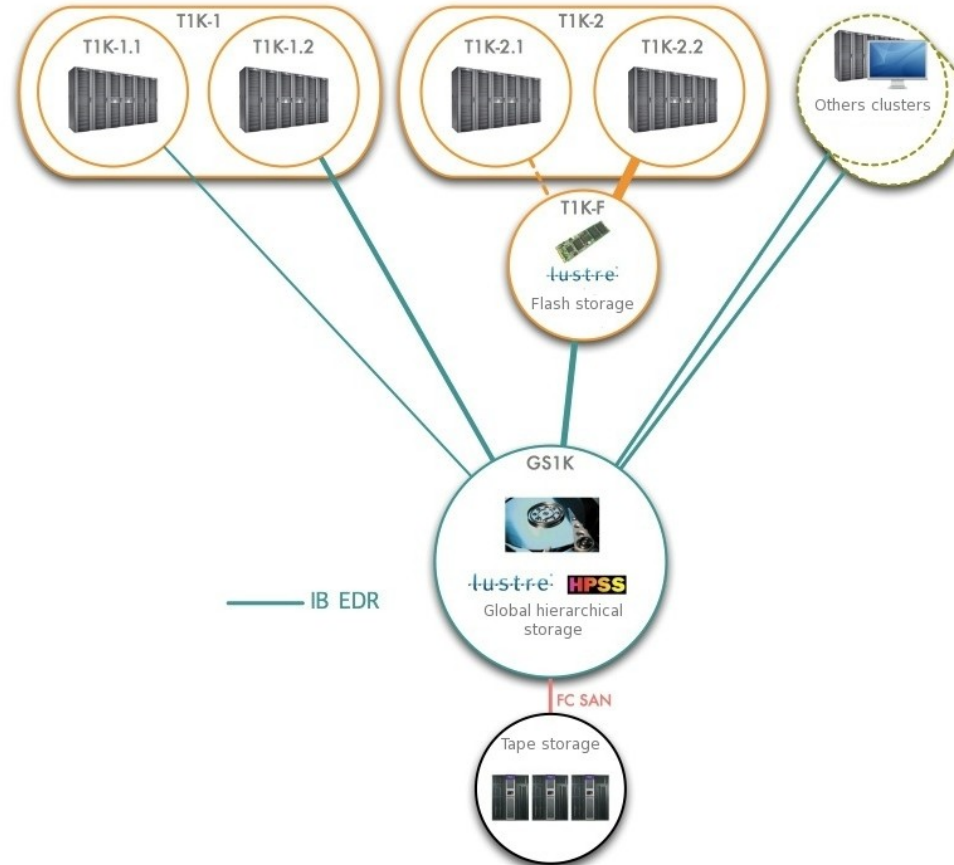 T1K-1
T1K-1.1
T1K-1.2
T1K-2
T1K-2.1
T1K-2.2
Others clusters
T1K-F
lustre
Flash storage
GS1K
lustre
HPSS
Global hierarchical
storage
IB EDR
FC SAN
Tape storage